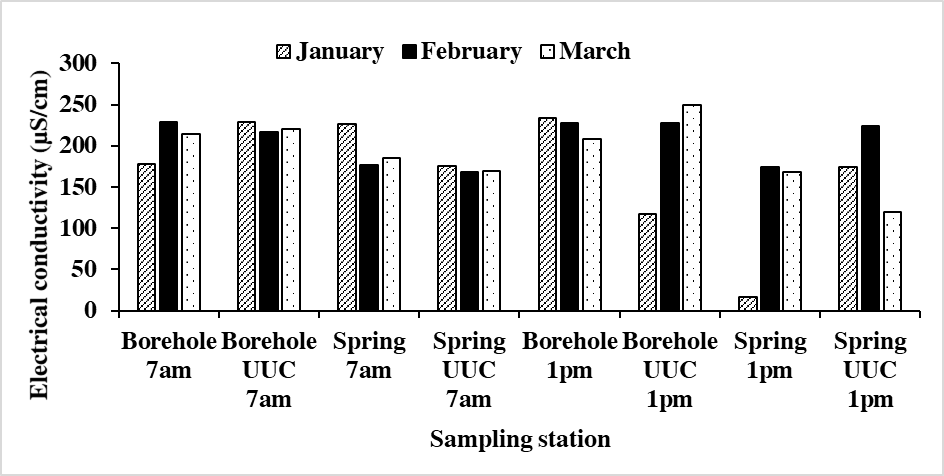 January February March
Electrical conductivity (µS/cm)
300
250
200
150
100
50
0
Borehole Borehole Spring Spring Borehole Borehole Spring Spring
7am UUC 7am UUC 1pm UUC 1pm UUC
7am 7am 1pm 1pm
Sampling station